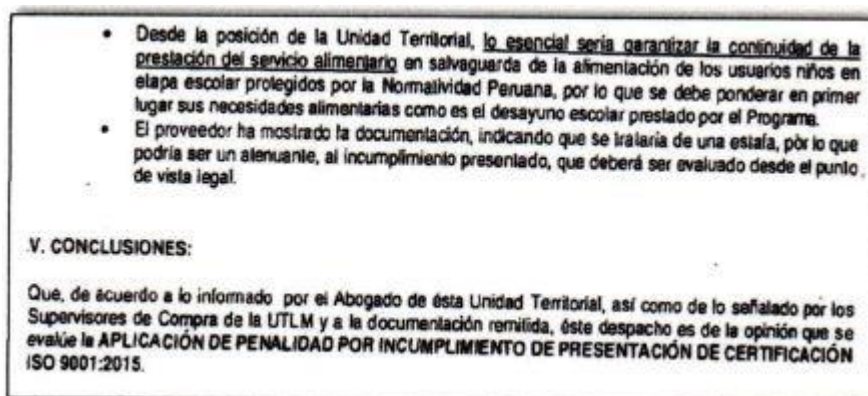 • Desde la posición de la Unidad Territorial, lo esencial sería garantizar la continuidad de la
prestación del servicio alimentario en salvaguarda de la alimentación de los usuarios niños en
etapa escolar protegidos por la Normatividad Peruana, por lo que se debe ponderar en primer
lugar sus necesidades alimentarias como es el desayuno escolar prestado por el Programa.
• El proveedor ha mostrado la documentación, indicando que se trataría de una estafa, por lo que
podría ser un atenuante, al incumplimiento presentado, que deberá ser evaluado desde el punto
de vista legal.
V. CONCLUSIONES:
Que, de acuerdo a lo informado por el Abogado de ésta Unidad Territorial, así como de lo señalado por los
Supervisores de Compra de la UTLM y a la documentación remitida, éste despacho es de la opinión que se
evalúe la APLICACIÓN DE PENALIDAD POR INCUMPLIMIENTO DE PRESENTACIÓN DE CERTIFICACIÓN
ISO 9001:2015.